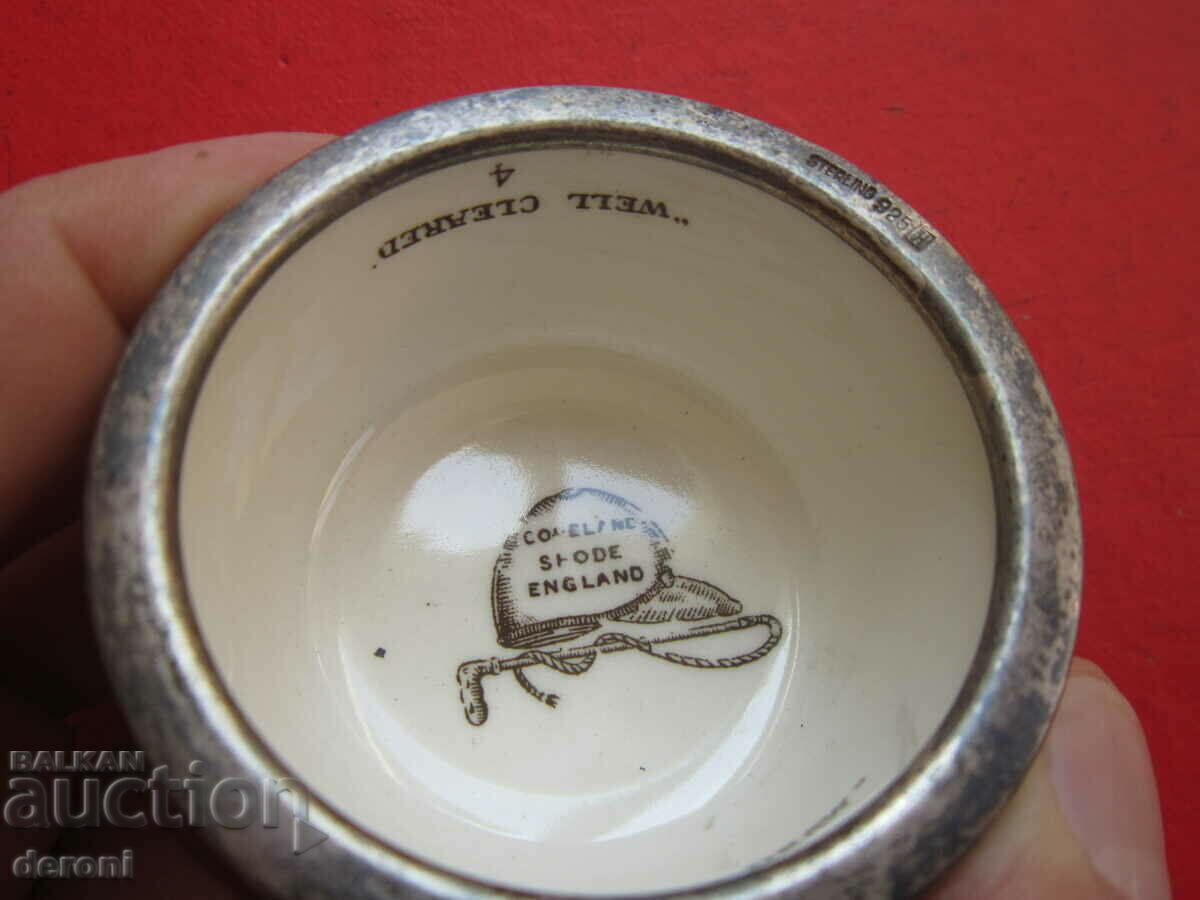 4
"WELL CLEARED"
STERLING 925
COPELAND
SPODE
ENGLAND
BALKAN
auction
deroni